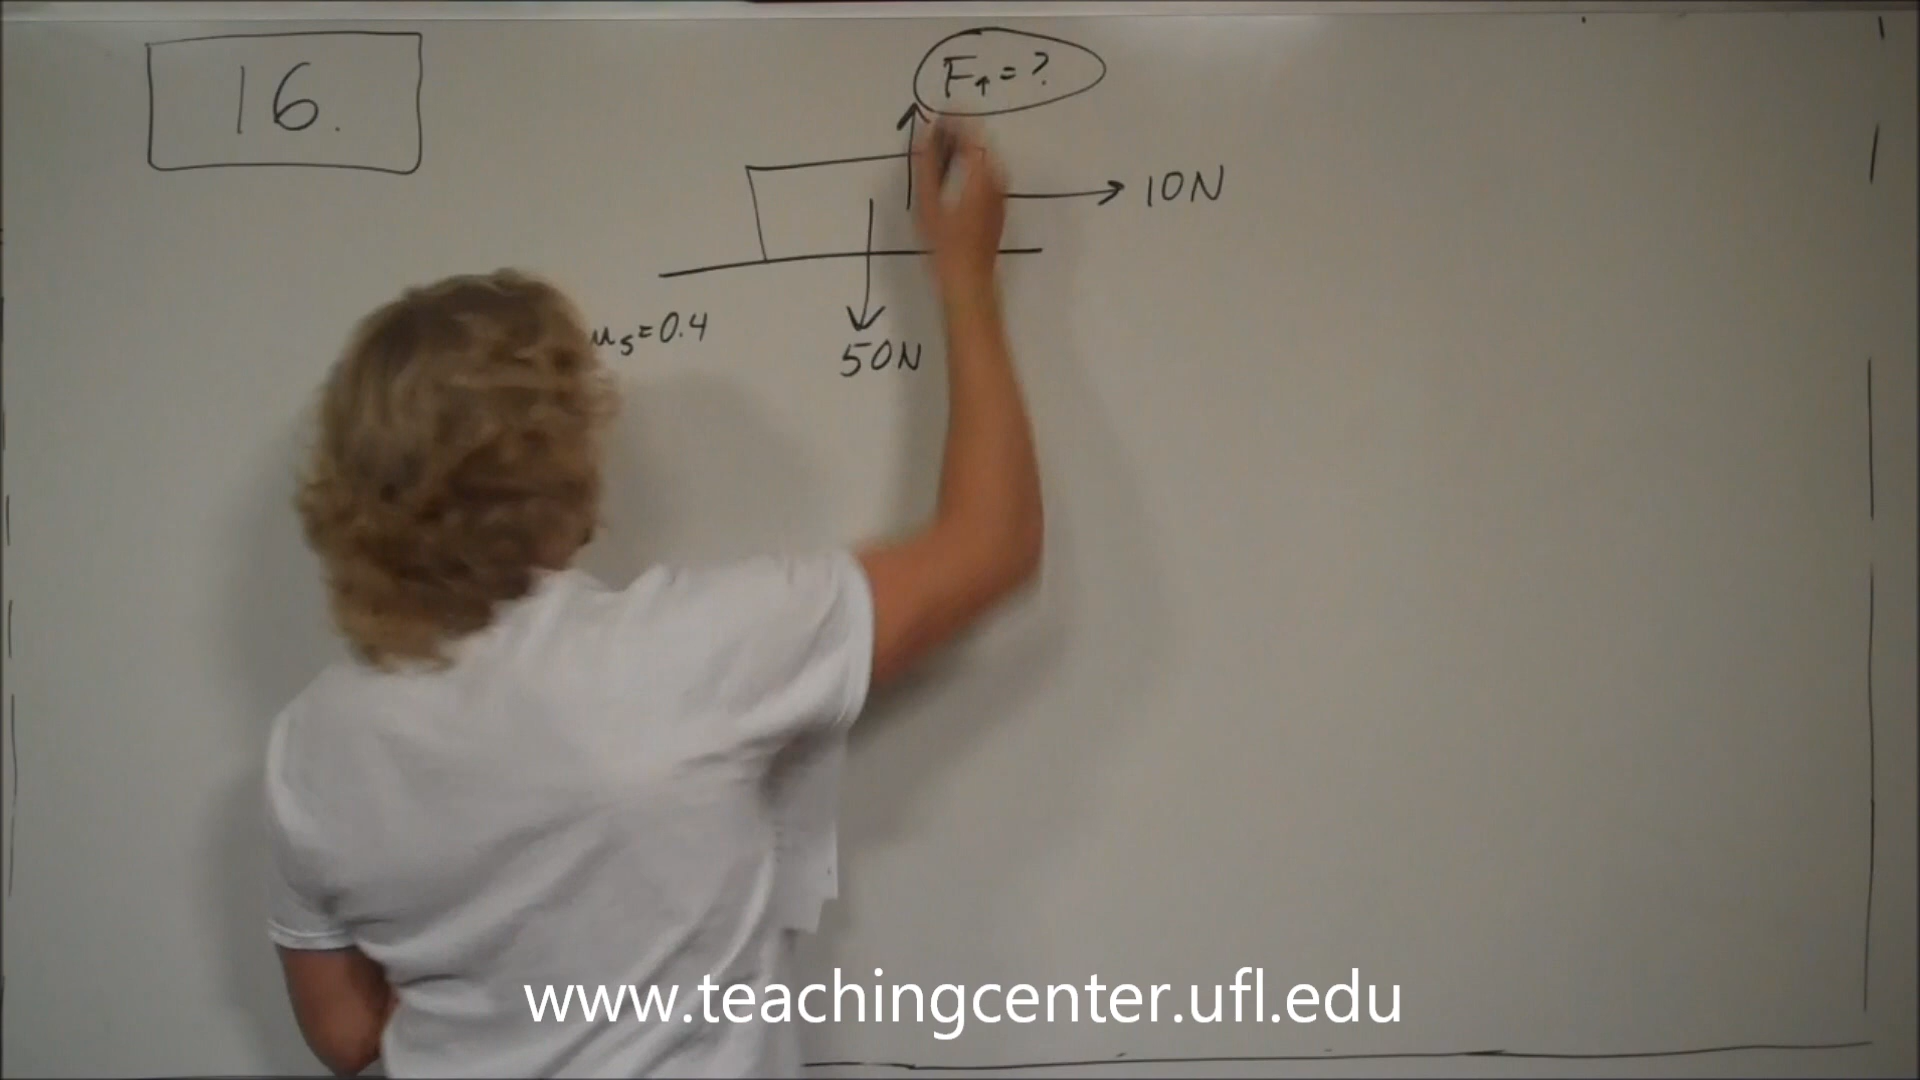 16.
F↑=?
10N
μs=0.4
50N
www.teachingcenter.ufl.edu